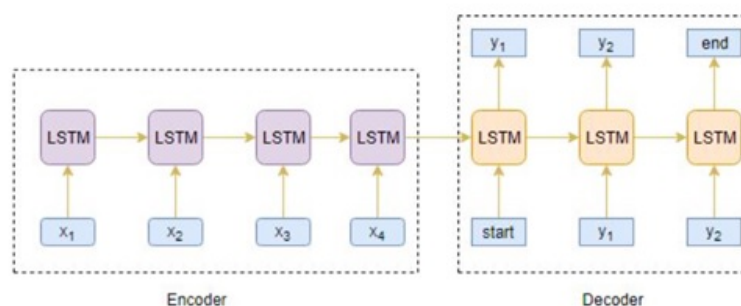 y₁ y₂ end
LSTM LSTM LSTM LSTM LSTM LSTM LSTM
x₁ x₂ x₃ x₄ start y₁ y₂
Encoder Decoder